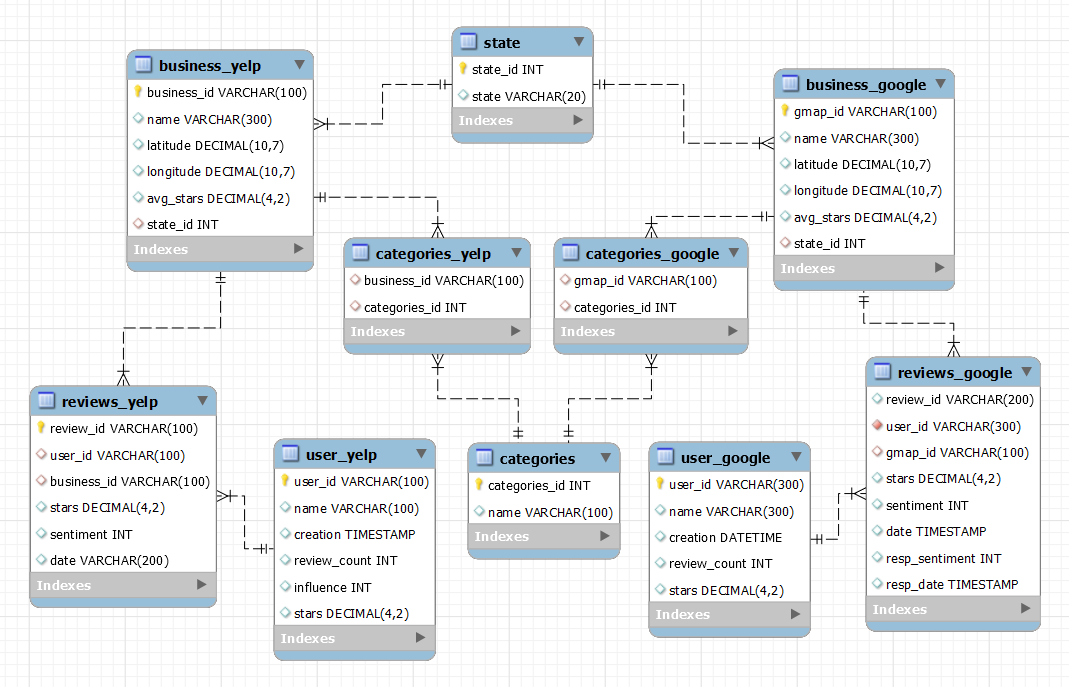 state
state_id INT
state VARCHAR(20)
Indexes
business_yelp
business_id VARCHAR(100)
name VARCHAR(300)
latitude DECIMAL(10,7)
longitude DECIMAL(10,7)
avg_stars DECIMAL(4,2)
state_id INT
Indexes
business_google
gmap_id VARCHAR(100)
name VARCHAR(300)
latitude DECIMAL(10,7)
longitude DECIMAL(10,7)
avg_stars DECIMAL(4,2)
state_id INT
Indexes
categories_yelp
business_id VARCHAR(100)
categories_id INT
Indexes
categories_google
gmap_id VARCHAR(100)
categories_id INT
Indexes
reviews_yelp
review_id VARCHAR(100)
user_id VARCHAR(100)
business_id VARCHAR(100)
stars DECIMAL(4,2)
sentiment INT
date VARCHAR(200)
Indexes
user_yelp
user_id VARCHAR(100)
name VARCHAR(100)
creation TIMESTAMP
review_count INT
influence INT
stars DECIMAL(4,2)
Indexes
categories
categories_id INT
name VARCHAR(100)
Indexes
user_google
user_id VARCHAR(300)
name VARCHAR(300)
creation DATETIME
review_count INT
stars DECIMAL(4,2)
Indexes
reviews_google
review_id VARCHAR(200)
user_id VARCHAR(300)
gmap_id VARCHAR(100)
stars DECIMAL(4,2)
sentiment INT
date TIMESTAMP
resp_sentiment INT
resp_date TIMESTAMP
Indexes